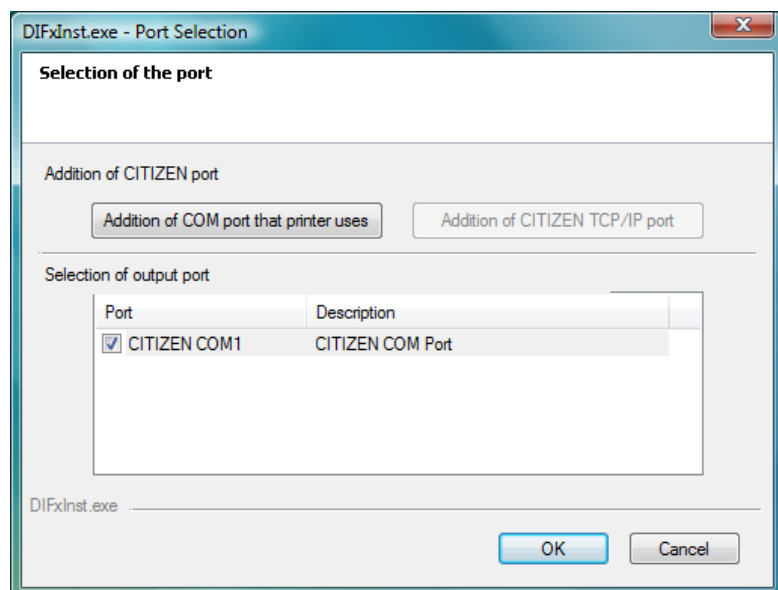 DIFxInst.exe - Port Selection
Selection of the port
Addition of CITIZEN port
Addition of COM port that printer uses
Addition of CITIZEN TCP/IP port
Selection of output port
Port Description
CITIZEN COM1 CITIZEN COM Port
DIFxInst.exe
OK Cancel